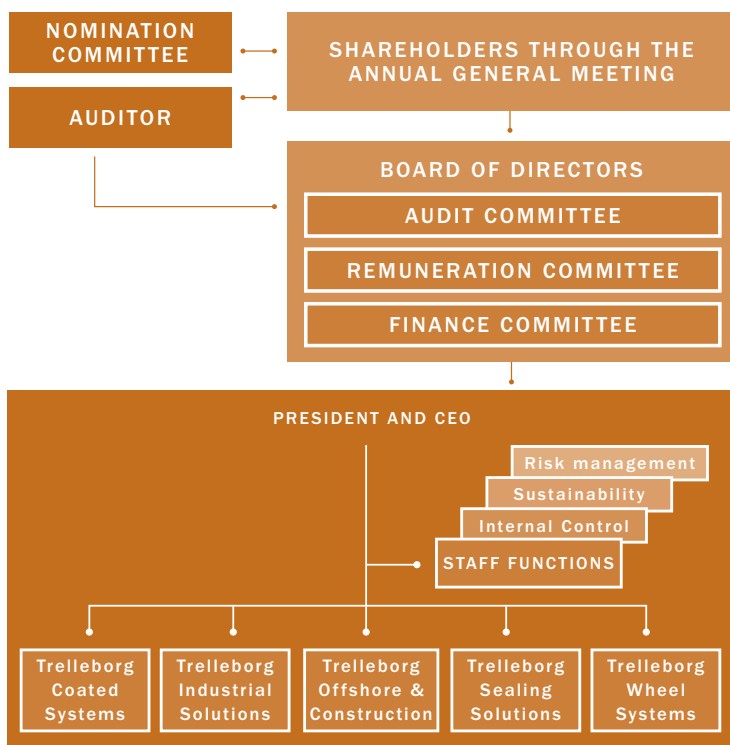 NOMINATION
COMMITTEE
SHAREHOLDERS THROUGH THE
ANNUAL GENERAL MEETING
AUDITOR
BOARD OF DIRECTORS
AUDIT COMMITTEE
REMUNERATION COMMITTEE
FINANCE COMMITTEE
PRESIDENT AND CEO
Risk management
Sustainability
Internal Control
STAFF FUNCTIONS
Trelleborg
Coated
Systems
Trelleborg
Industrial
Solutions
Trelleborg
Offshore &
Construction
Trelleborg
Sealing
Solutions
Trelleborg
Wheel
Systems